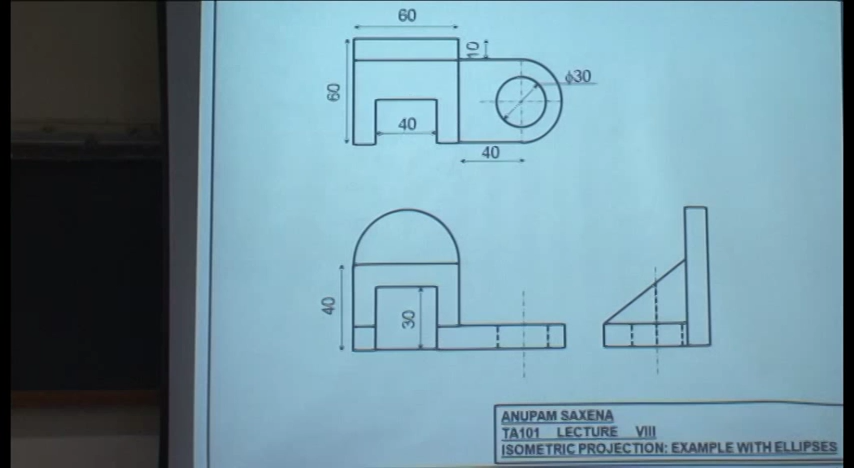 60
10
ϕ30
60
40
40
40
30
ANUPAM SAXENA
TA101 LECTURE VIII
ISOMETRIC PROJECTION: EXAMPLE WITH ELLIPSES